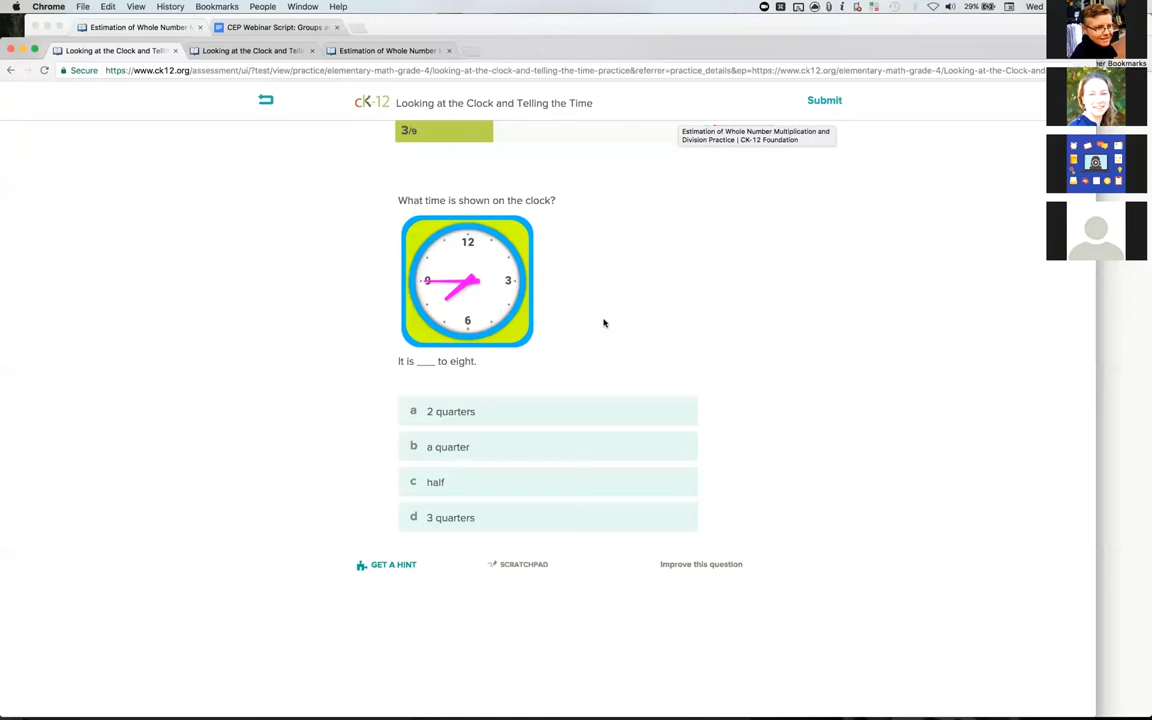 Chrome File Edit View History Bookmarks People Window Help 29% Wed
Estimation of Whole Number × CEP Webinar Script: Groups ×
Looking at the Clock and Telli × Looking at the Clock and Telli × Estimation of Whole Number ×
Secure https://www.ck12.org/assessment/ui/?test/view/practice/elementary-math-grade-4/looking-at-the-clock-and-telling-the-time-practice&referrer=practice_details&ep=https://www.ck12.org/elementary-math-grade-4/Looking-at-the-Clock-and-
her Bookmarks
cK-12 Looking at the Clock and Telling the Time Submit
3/9
Estimation of Whole Number Multiplication and
Division Practice | CK-12 Foundation
What time is shown on the clock?
12
9 3
6
It is ___ to eight.
a 2 quarters
b a quarter
c half
d 3 quarters
GET A HINT SCRATCHPAD Improve this question